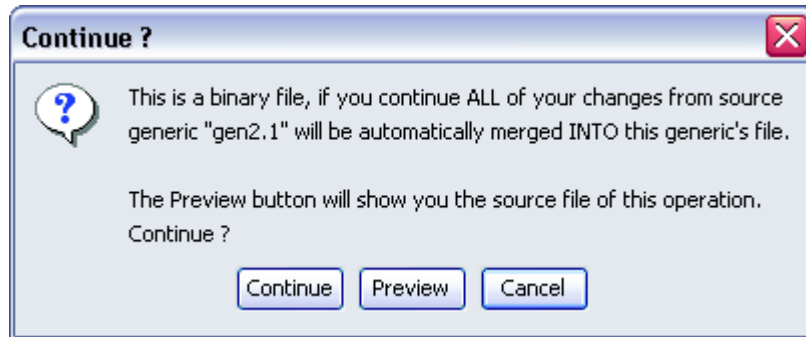 Continue ?
This is a binary file, if you continue ALL of your changes from source
generic "gen2.1" will be automatically merged INTO this generic's file.
The Preview button will show you the source file of this operation.
Continue ?
Continue Preview Cancel